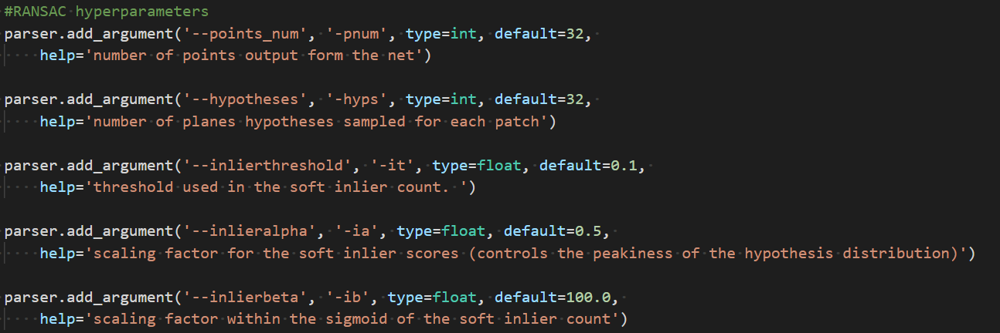 #RANSAC hyperparameters
parser.add_argument('--points_num', '-pnum', type=int, default=32,
help='number of points output form the net')
parser.add_argument('--hypotheses', '-hyps', type=int, default=32,
help='number of planes hypotheses sampled for each patch')
parser.add_argument('--inlierthreshold', '-it', type=float, default=0.1,
help='threshold used in the soft inlier count. ')
parser.add_argument('--inlieralpha', '-ia', type=float, default=0.5,
help='scaling factor for the soft inlier scores (controls the peakiness of the hypothesis distribution)')
parser.add_argument('--inlierbeta', '-ib', type=float, default=100.0,
help='scaling factor within the sigmoid of the soft inlier count')